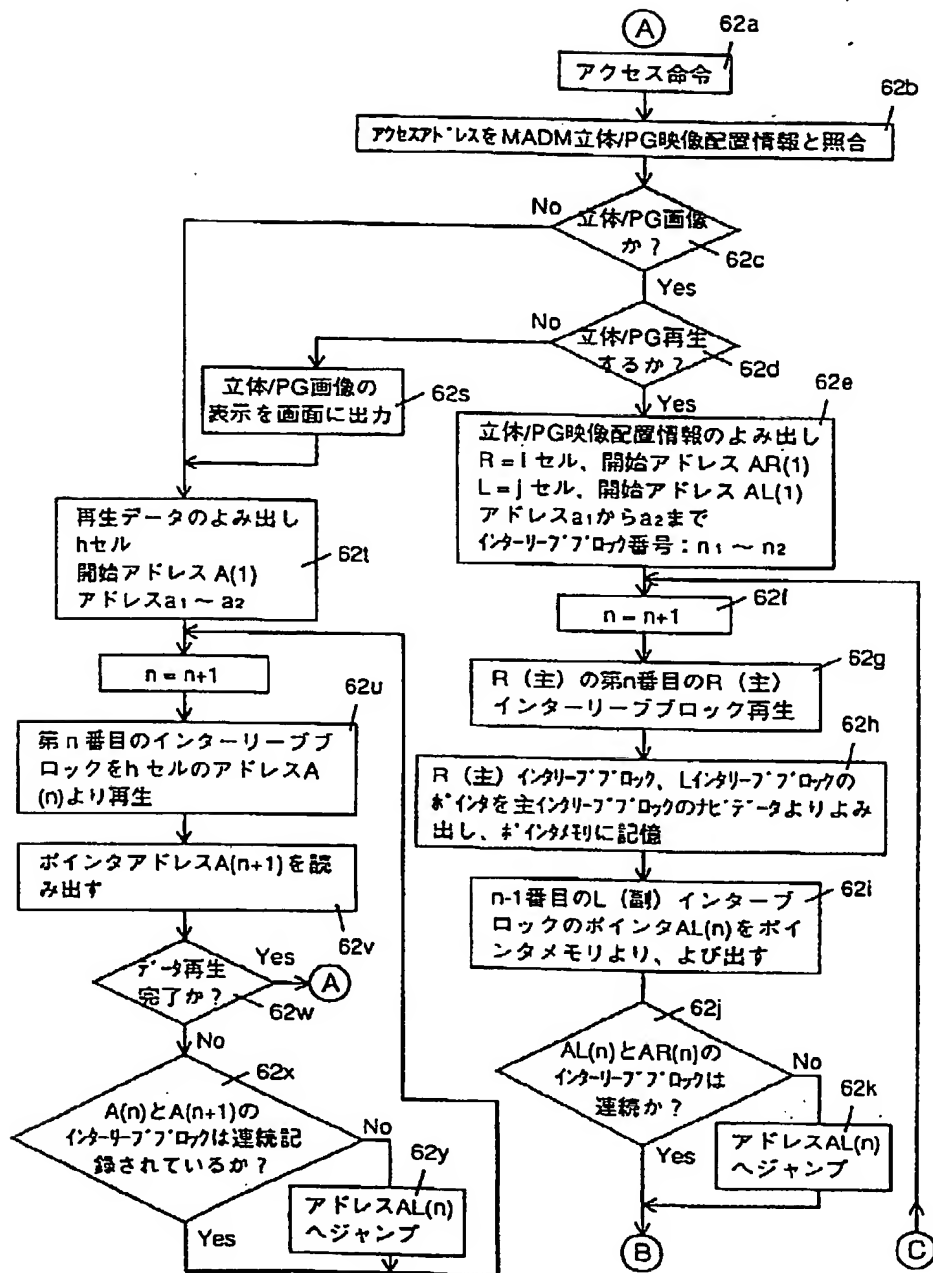 A
62a
アクセス命令
62b
アクセスアドレスをMADM立体/PG映像配置情報と照合
No
立体/PG画像
か?
62c
Yes
No
立体/PG再生
するか?
62d
Yes
立体/PG画像の
表示を画面に出力
62s
62e
立体/PG映像配置情報のよみ出し
R=iセル、開始アドレス AR(1)
L=jセル、開始アドレス AL(1)
アドレスa1からa2まで
インターリーブブロック番号:n1~n2
再生データのよみ出し
hセル
開始アドレス A(1)
アドレスa1~a2
62t
62f
n=n+1
n=n+1
62g
R(主)の第n番目のR(主)
インターリーブブロック再生
62u
第n番目のインターリーブブ
ロックをhセルのアドレスA
(n)より再生
62h
R(主)インタリーブブロック、Lインタリーブブロックの
ポインタを主インタリーブブロックのナビデータよりよみ
出し、ポインタメモリに記憶
ポインタアドレスA(n+1)を読
み出す
62v
n-1番目のL(副)インターブ
ロックのポインタAL(n)をポイ
ンタメモリより、よび出す
62i
データ再生
完了か?
Yes
A
62w
No
62j
AL(n)とAR(n)の
インターリーブブロックは
連続か?
No
Yes
62k
アドレスAL(n)
へジャンプ
62x
A(n)とA(n+1)の
インターリーブブロックは連続記
録されているか?
No
62y
アドレスAL(n)
へジャンプ
Yes
B
C